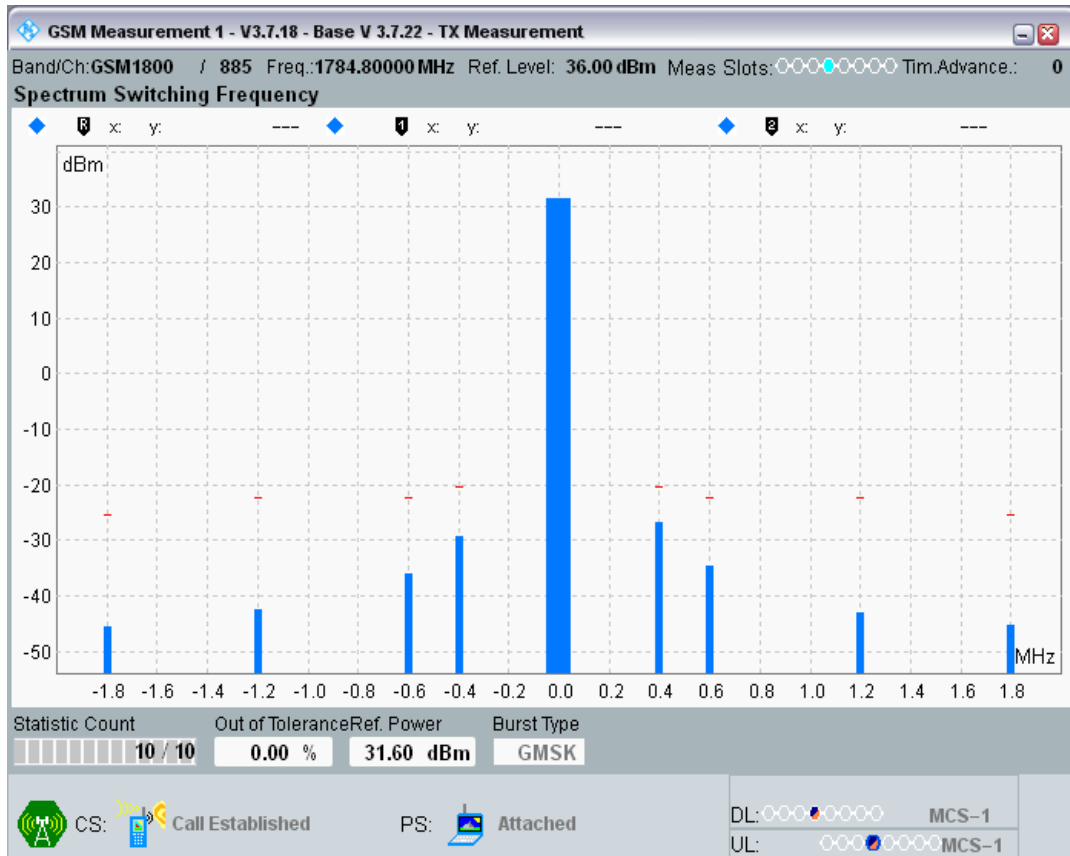 GSM Measurement 1 - V3.7.18 - Base V 3.7.22 - TX Measurement
Band/Ch:GSM1800 / 885 Freq.:1784.80000 MHz Ref. Level: 36.00 dBm Meas Slots: Tim.Advance.: 0
Spectrum Switching Frequency
R x: y: --- 1 x: y: --- 2 x: y: ---
dBm
30
20
10
0
-10
-20
-30
-40
-50
MHz
-1.8 -1.6 -1.4 -1.2 -1.0 -0.8 -0.6 -0.4 -0.2 0.0 0.2 0.4 0.6 0.8 1.0 1.2 1.4 1.6 1.8
Statistic Count Out of Tolerance Ref. Power Burst Type
10 / 10 0.00 % 31.60 dBm GMSK
CS: Call Established PS: Attached DL: MCS-1
UL: MCS-1